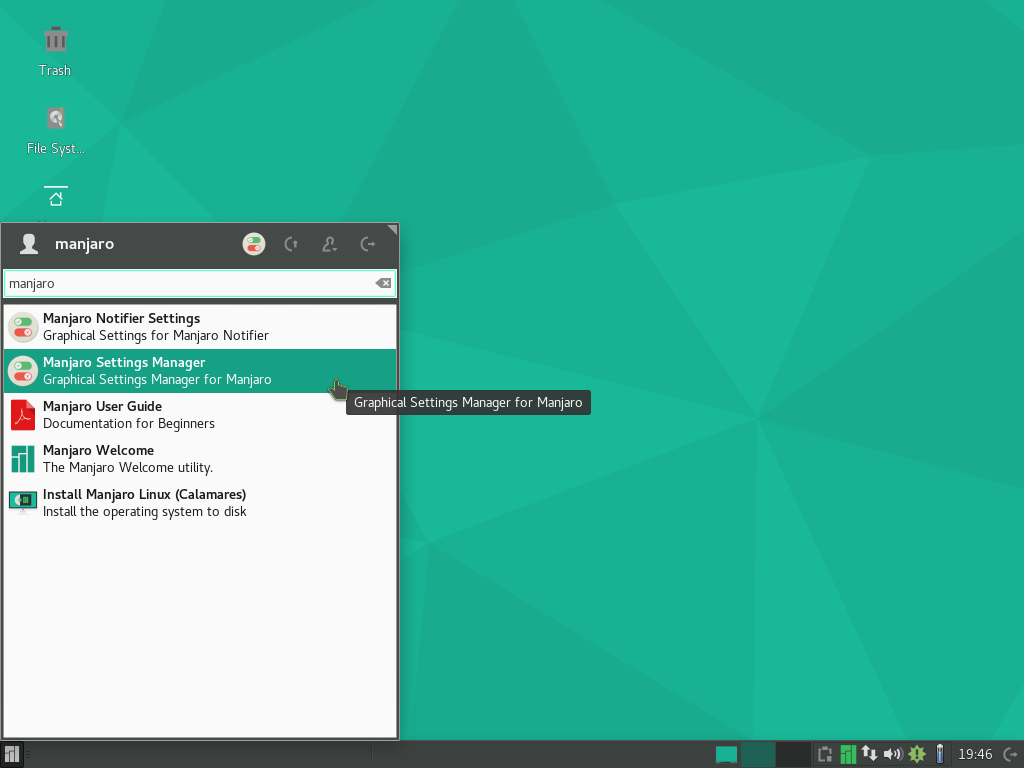 Trash
File Syst...
manjaro
manjaro
Manjaro Notifier Settings
Graphical Settings for Manjaro Notifier
Manjaro Settings Manager
Graphical Settings Manager for Manjaro
Graphical Settings Manager for Manjaro
Manjaro User Guide
Documentation for Beginners
Manjaro Welcome
The Manjaro Welcome utility.
Install Manjaro Linux (Calamares)
Install the operating system to disk
19:46